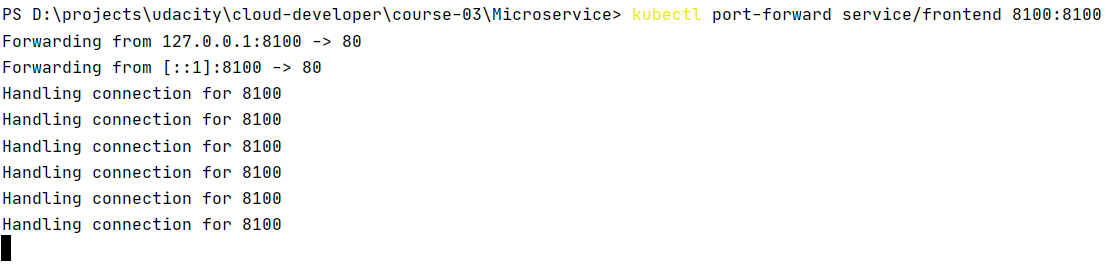 PS D:\projects\udacity\cloud-developer\course-03\Microservice> kubectl port-forward service/frontend 8100:8100
Forwarding from 127.0.0.1:8100 -> 80
Forwarding from [::1]:8100 -> 80
Handling connection for 8100
Handling connection for 8100
Handling connection for 8100
Handling connection for 8100
Handling connection for 8100
Handling connection for 8100